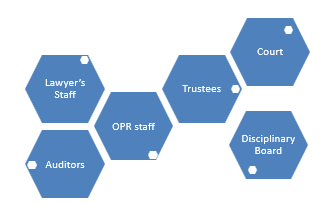 Lawyer's
Staff
Auditors
OPR staff
Trustees
Court
Disciplinary
Board